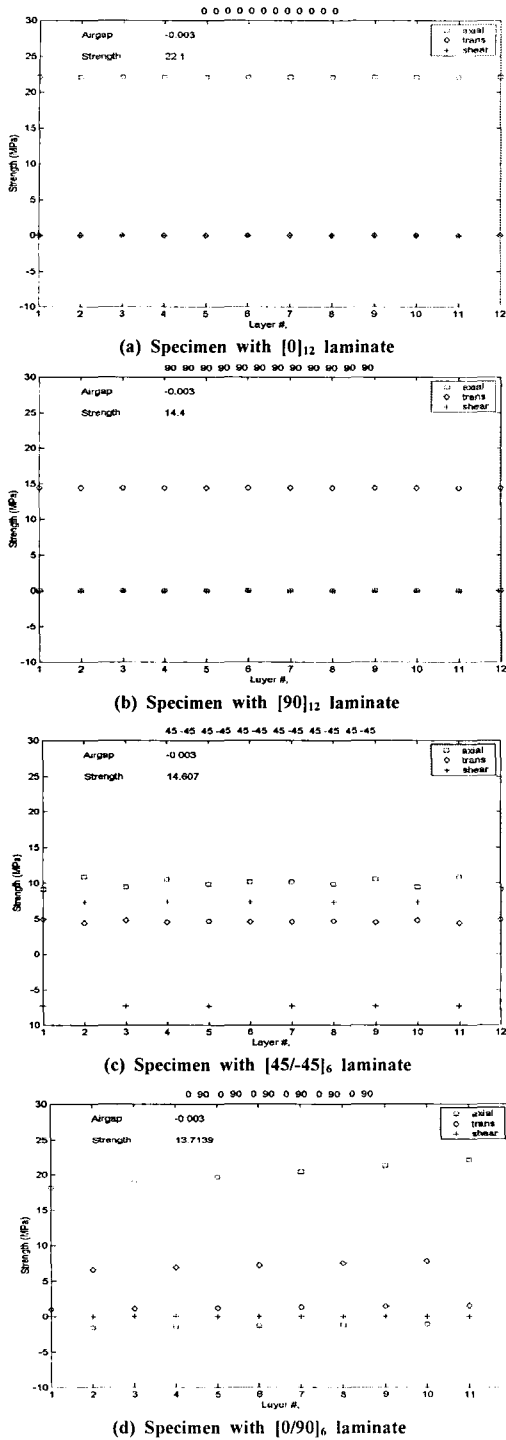 0 0 0 0 0 0 0 0 0 0 0 0
30
25
20
15
10
5
0
-5
-10
Strength (MPa)
Airgap -0.003
Strength 22.1
axial
trans
shear
1 2 3 4 5 6 7 8 9 10 11 12
Layer #,
(a) Specimen with [0]12 laminate
90 90 90 90 90 90 90 90 90 90 90 90
30
25
20
15
10
5
0
-5
-10
Strength (MPa)
Airgap -0.003
Strength 14.4
axial
trans
shear
1 2 3 4 5 6 7 8 9 10 11 12
Layer #,
(b) Specimen with [90]12 laminate
45 -45 45 -45 45 -45 45 -45 45 -45 45 -45
30
25
20
15
10
5
0
-5
10
Strength (MPa)
Airgap -0 003
Strength 14.607
axial
trans
shear
1 2 3 4 5 6 7 8 9 10 11 12
Layer #,
(c) Specimen with [45/-45]6 laminate
0 90 0 90 0 90 0 90 0 90 0 90
30
25
20
15
10
5
0
-5
-10
Strength (MPa)
Airgap -0 003
Strength 13.7139
axial
trans
shear
1 2 3 4 5 6 7 8 9 10 11
Layer #,
(d) Specimen with [0/90]6 laminate